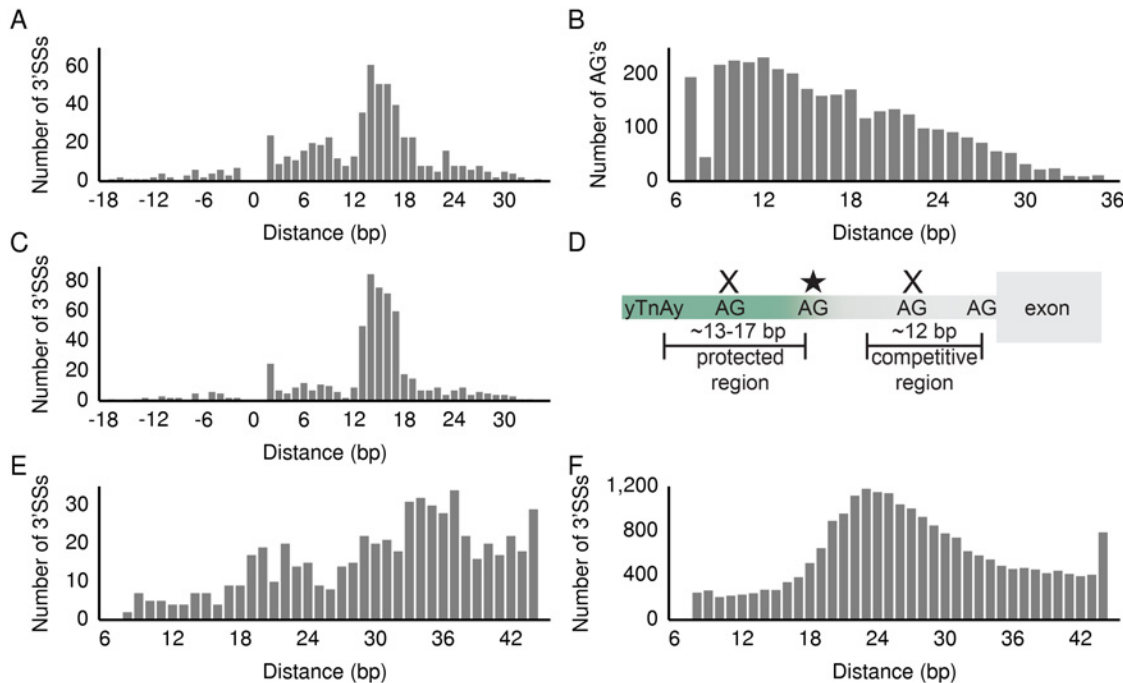 A
Number of 3'SSs
60
40
20
0
-18 -12 -6 0 6 12 18 24 30
Distance (bp)
B
Number of AG's
200
100
0
6 12 18 24 30 36
Distance (bp)
C
Number of 3'SSs
80
60
40
20
0
-18 -12 -6 0 6 12 18 24 30
Distance (bp)
D
X ★ X
yTnAy AG AG AG AG exon
~13-17 bp ~12 bp
protected competitive
region region
E
Number of 3'SSs
30
20
10
0
6 12 18 24 30 36 42
Distance (bp)
F
Number of 3'SSs
1,200
800
400
0
6 12 18 24 30 36 42
Distance (bp)